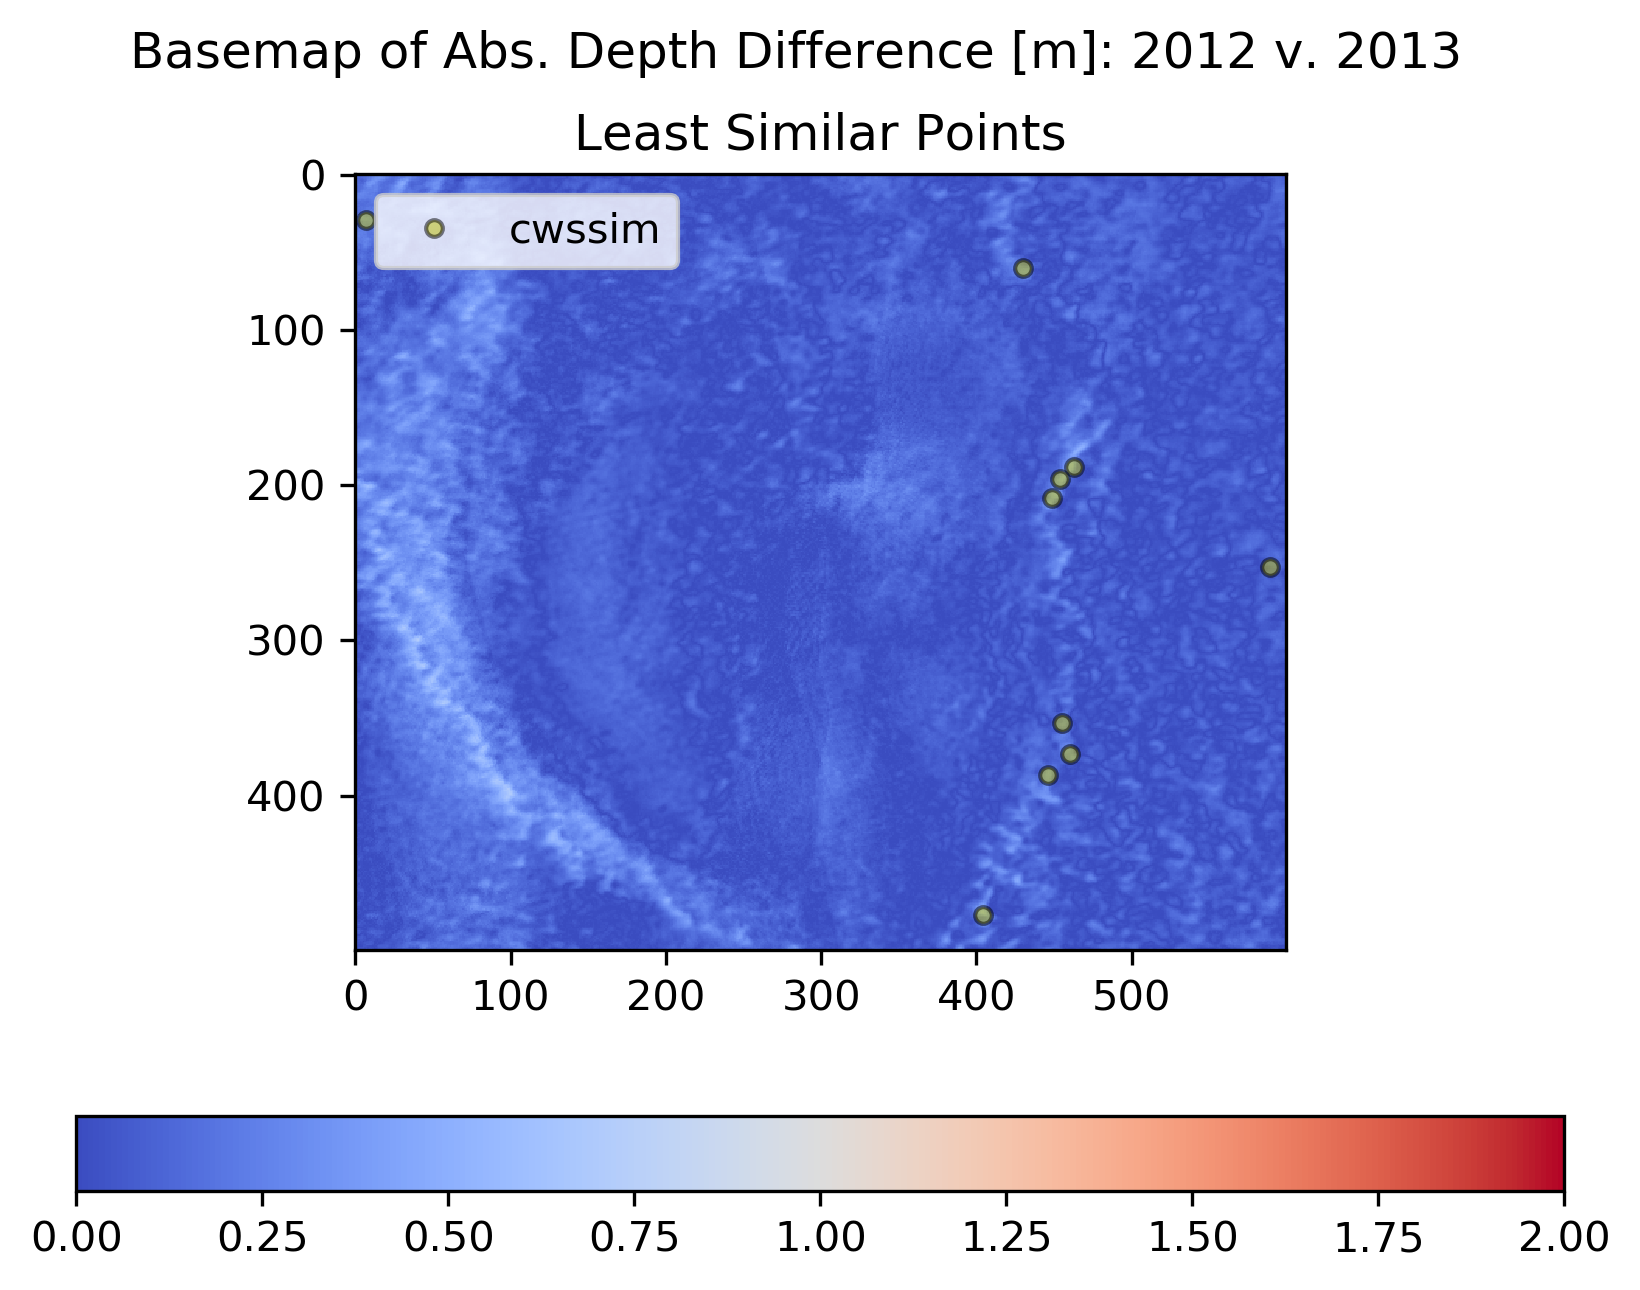 Basemap of Abs. Depth Difference [m]: 2012 v. 2013
Least Similar Points
cwssim
0
100
200
300
400
0 100 200 300 400 500
0.00 0.25 0.50 0.75 1.00 1.25 1.50 1.75 2.00